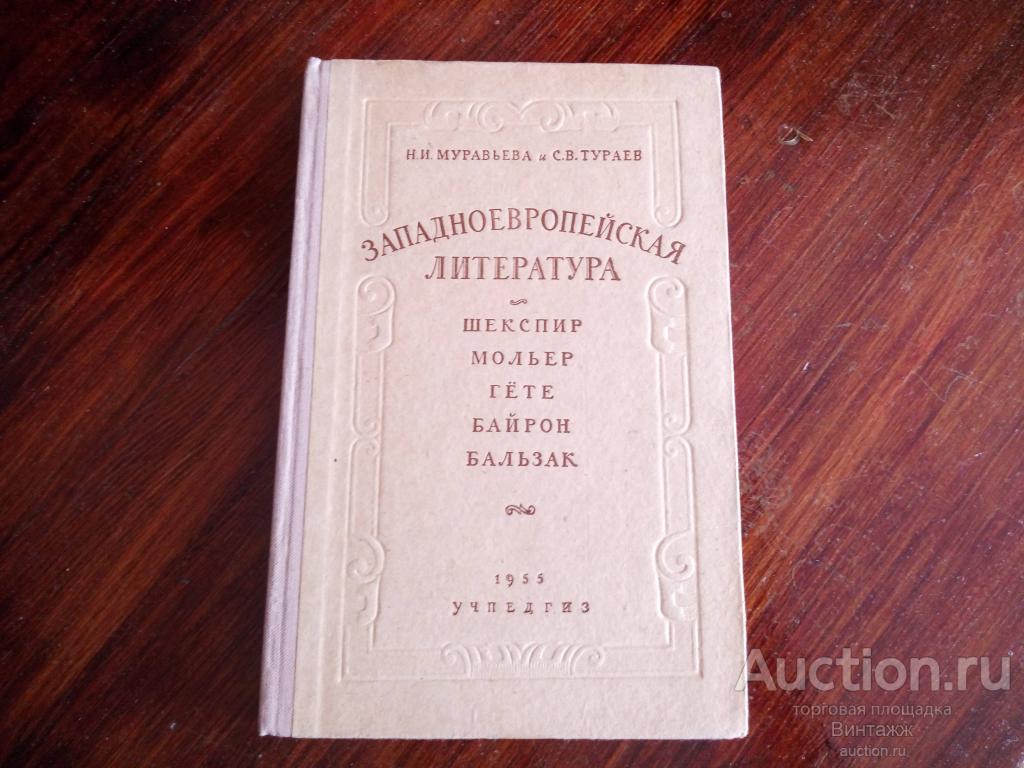 Н.И. МУРАВЬЕВА и С.В. ТУРАЕВ
ЗАПАДНОЕВРОПЕЙСКАЯ
ЛИТЕРАТУРА
ШЕКСПИР
МОЛЬЕР
ГЁТЕ
БАЙРОН
БАЛЬЗАК
1955
УЧПЕДГИЗ
Auction.ru
торговая площадка
Винтажж
auction.ru